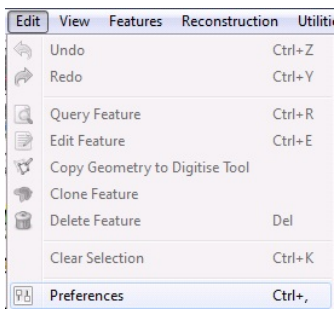 Edit View Features Reconstruction Utiliti
Undo Ctrl+Z
Redo Ctrl+Y
Query Feature Ctrl+R
Edit Feature Ctrl+E
Copy Geometry to Digitise Tool
Clone Feature
Delete Feature Del
Clear Selection Ctrl+K
Preferences Ctrl+,